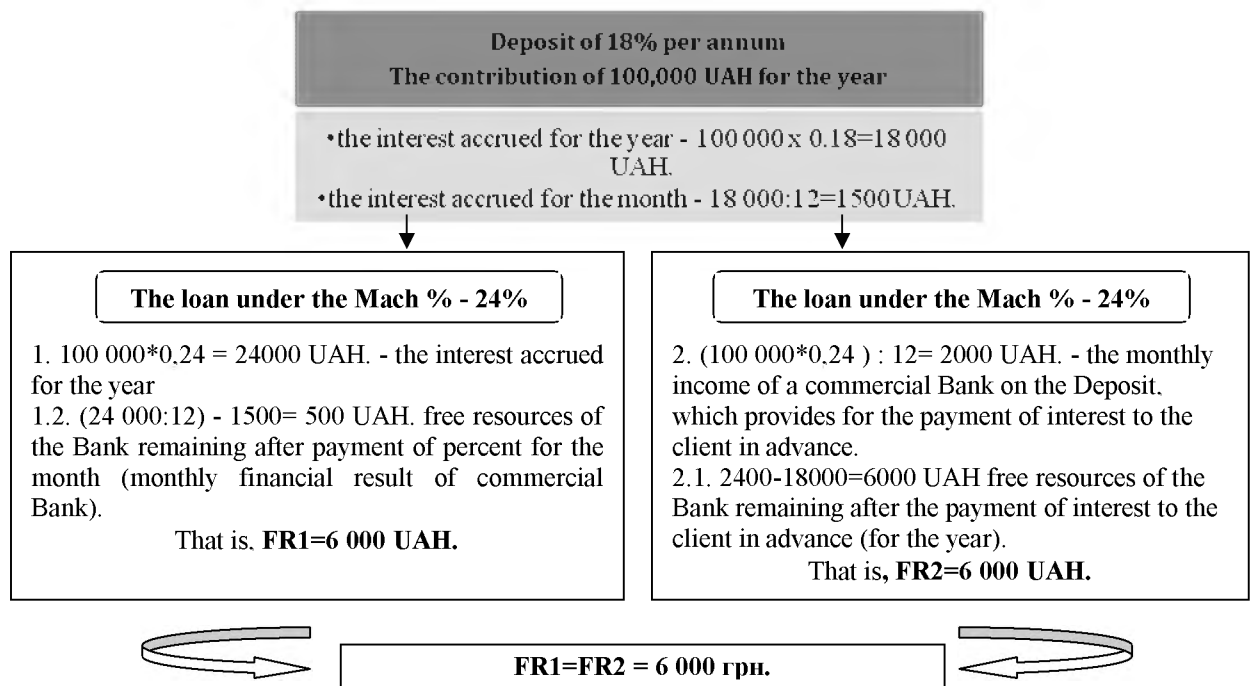 Deposit of 18% per annum
The contribution of 100,000 UAH for the year
•the interest accrued for the year - 100 000 x 0.18=18 000
UAH.
•the interest accrued for the month - 18 000:12=1500 UAH.
The loan under the Mach % - 24%
1. 100 000*0,24 = 24000 UAH. - the interest accrued
for the year
1.2. (24 000:12) - 1500= 500 UAH. free resources of
the Bank remaining after payment of percent for the
month (monthly financial result of commercial
Bank).
That is, FR1=6 000 UAH.
The loan under the Mach % - 24%
2. (100 000*0,24 ) : 12= 2000 UAH. - the monthly
income of a commercial Bank on the Deposit,
which provides for the payment of interest to the
client in advance.
2.1. 2400-18000=6000 UAH free resources of the
Bank remaining after the payment of interest to the
client in advance (for the year).
That is, FR2=6 000 UAH.
FR1=FR2 = 6 000 грн.